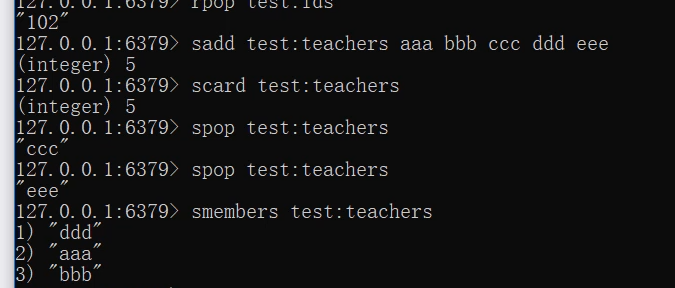 127.0.0.1:6379> rpop test:ids
"102"
127.0.0.1:6379> sadd test:teachers aaa bbb ccc ddd eee
(integer) 5
127.0.0.1:6379> scard test:teachers
(integer) 5
127.0.0.1:6379> spop test:teachers
"ccc"
127.0.0.1:6379> spop test:teachers
"eee"
127.0.0.1:6379> smembers test:teachers
1) "ddd"
2) "aaa"
3) "bbb"